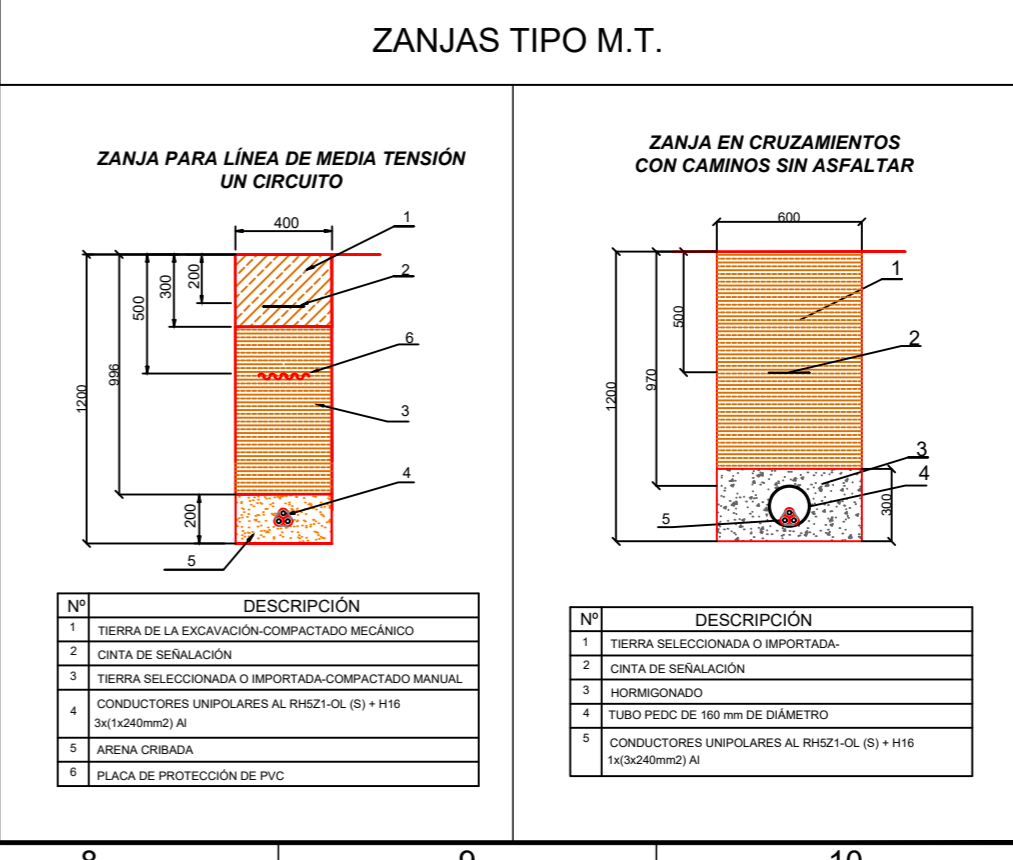 ZANJAS TIPO M.T.
ZANJA PARA LÍNEA DE MEDIA TENSIÓN
UN CIRCUITO
400
1
2
200
300
500
6
996
1200
3
4
200
5
Nº DESCRIPCIÓN
1 TIERRA DE LA EXCAVACIÓN-COMPACTADO MECÁNICO
2 CINTA DE SEÑALACIÓN
3 TIERRA SELECCIONADA O IMPORTADA-COMPACTADO MANUAL
4 CONDUCTORES UNIPOLARES AL RH5Z1-OL (S) + H16
3x(1x240mm2) Al
5 ARENA CRIBADA
6 PLACA DE PROTECCIÓN DE PVC
ZANJA EN CRUZAMIENTOS
CON CAMINOS SIN ASFALTAR
600
1
500
2
970
1200
3
4
300
5
Nº DESCRIPCIÓN
1 TIERRA SELECCIONADA O IMPORTADA-
2 CINTA DE SEÑALACIÓN
3 HORMIGONADO
4 TUBO PEDC DE 160 mm DE DIÁMETRO
5 CONDUCTORES UNIPOLARES AL RH5Z1-OL (S) + H16
1x(3x240mm2) Al
8
9
10